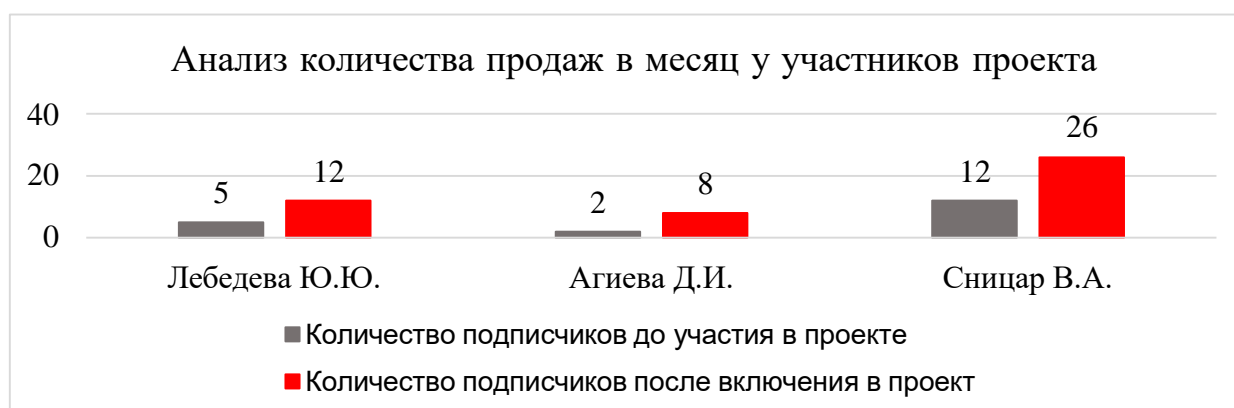 Анализ количества продаж в месяц у участников проекта
40
20
0
5
12
2
8
12
26
Лебедева Ю.Ю.
Агиева Д.И.
Сницар В.А.
Количество подписчиков до участия в проекте
Количество подписчиков после включения в проект